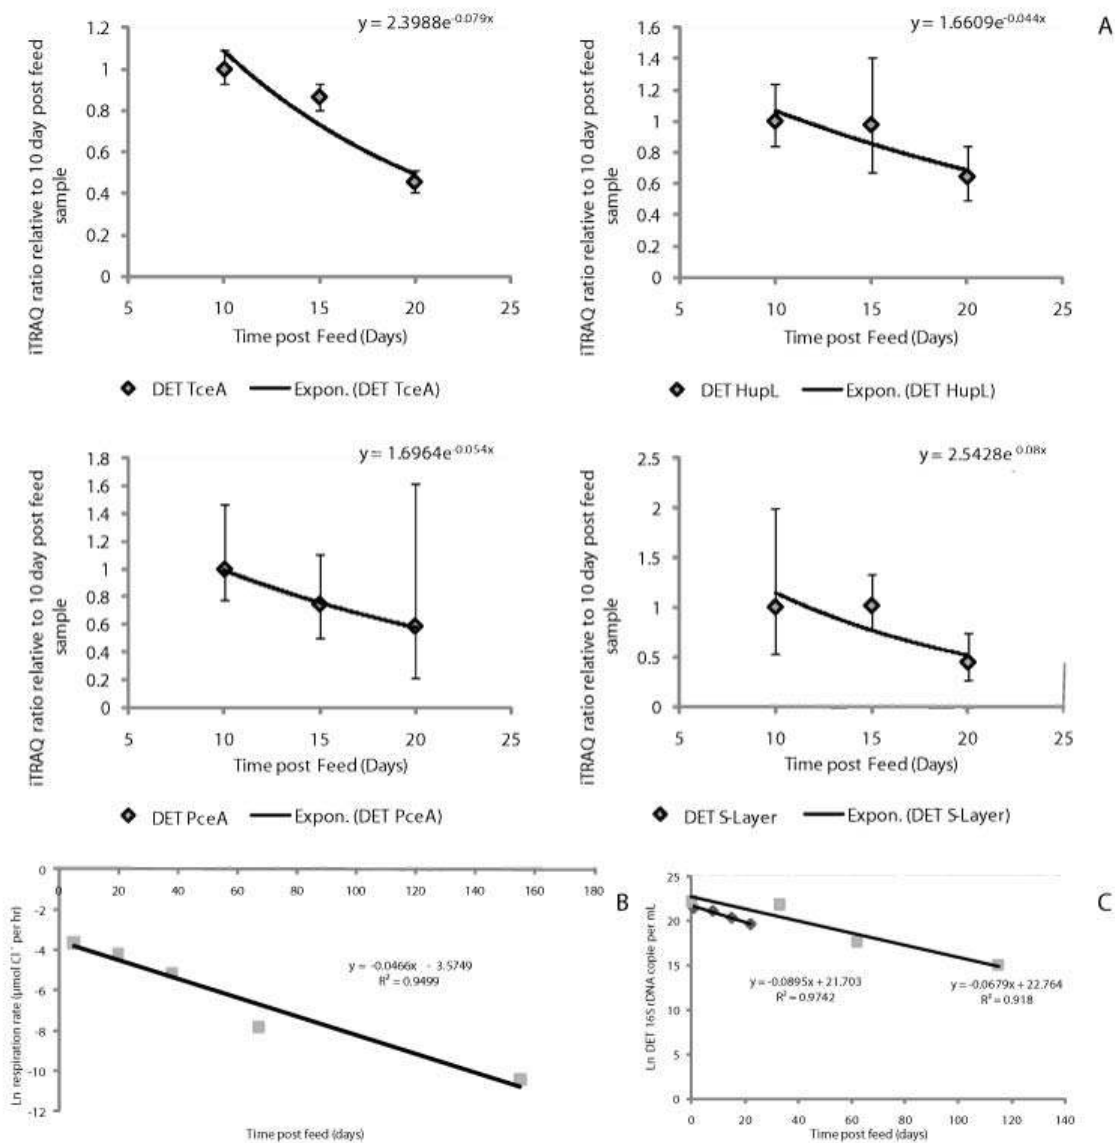 y = 2.3988e-0.079x
1.2
1
0.8
0.6
0.4
0.2
0
5 10 15 20 25
iTRAQ ratio relative to 10 day post feed
sample
Time post Feed (Days)
DET TceA Expon. (DET TceA)
y = 1.6609e-0.044x
A
1.6
1.4
1.2
1
0.8
0.6
0.4
0.2
0
5 10 15 20 25
iTRAQ ratio relative to 10 day post feed
sample
Time post Feed (Days)
DET HupL Expon. (DET HupL)
y = 1.6964e-0.054x
1.8
1.6
1.4
1.2
1
0.8
0.6
0.4
0.2
0
5 10 15 20 25
iTRAQ ratio relative to 10 day post feed
sample
Time post Feed (Days)
DET PceA Expon. (DET PceA)
y = 2.5428e-0.08x
2.5
2
1.5
1
0.5
0
5 10 15 20 25
iTRAQ ratio relative to 10 day post feed
sample
Time post Feed (Days)
DET S-Layer Expon. (DET S-Layer)
0
0 20 40 60 80 100 120 140 160 180
-2
-4
-6
-8
-10
-12
Ln respiration rate (µmol Cl- per hr)
y = -0.0466x - 3.5749
R² = 0.9499
Time post feed (days)
B
25
20
15
10
5
0
0 20 40 60 80 100 120 140
Ln DET 16S rDNA copie per mL
y = -0.0895x + 21.703
R² = 0.9742
y = -0.0679x + 22.764
R² = 0.918
Time post feed (days)
C